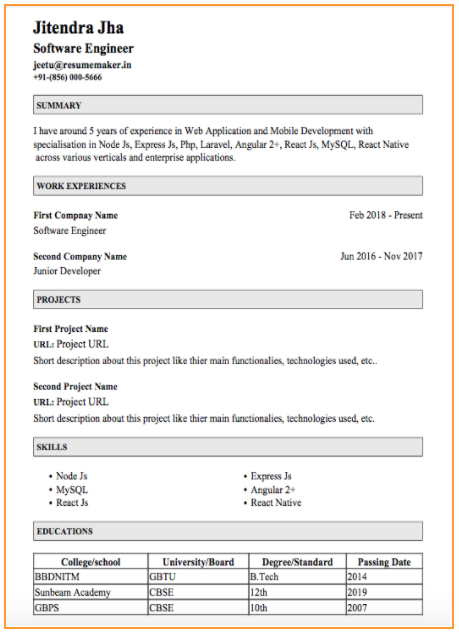 Jitendra Jha
Software Engineer
jeetu@resumemaker.in
+91-(856) 000-5666
SUMMARY
I have around 5 years of experience in Web Application and Mobile Development with
specialisation in Node Js, Express Js, Php, Laravel, Angular 2+, React Js, MySQL, React Native
across various verticals and enterprise applications.
WORK EXPERIENCES
First Compnay Name Feb 2018 - Present
Software Engineer
Second Company Name Jun 2016 - Nov 2017
Junior Developer
PROJECTS
First Project Name
URL: Project URL
Short description about this project like thier main functionalies, technologies used, etc..
Second Project Name
URL: Project URL
Short description about this project like thier main functionalies, technologies used, etc.
SKILLS
• Node Js • Express Js
• MySQL • Angular 2+
• React Js • React Native
EDUCATIONS
College/school University/Board Degree/Standard Passing Date
BBDNITM GBTU B.Tech 2014
Sunbearn Academy CBSE 12th 2019
GBPS CBSE 10th 2007